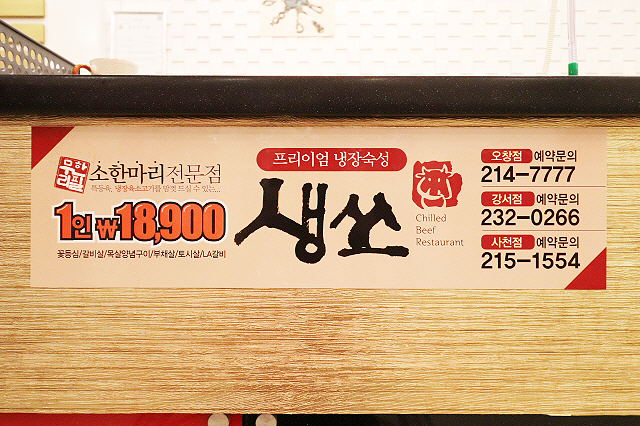 무한
리필
소한마리전문점
특등육, 냉장육소고기를 맘껏 드실 수 있는...
1인 ₩18,900
꽃등심/갈비살/목살양념구이/부채살/토시살/LA갈비
프리미엄 냉장숙성
생쏘
Chilled
Beef
Restaurant
오창점 예약문의
214-7777
강서점 예약문의
232-0266
사천점 예약문의
215-1554